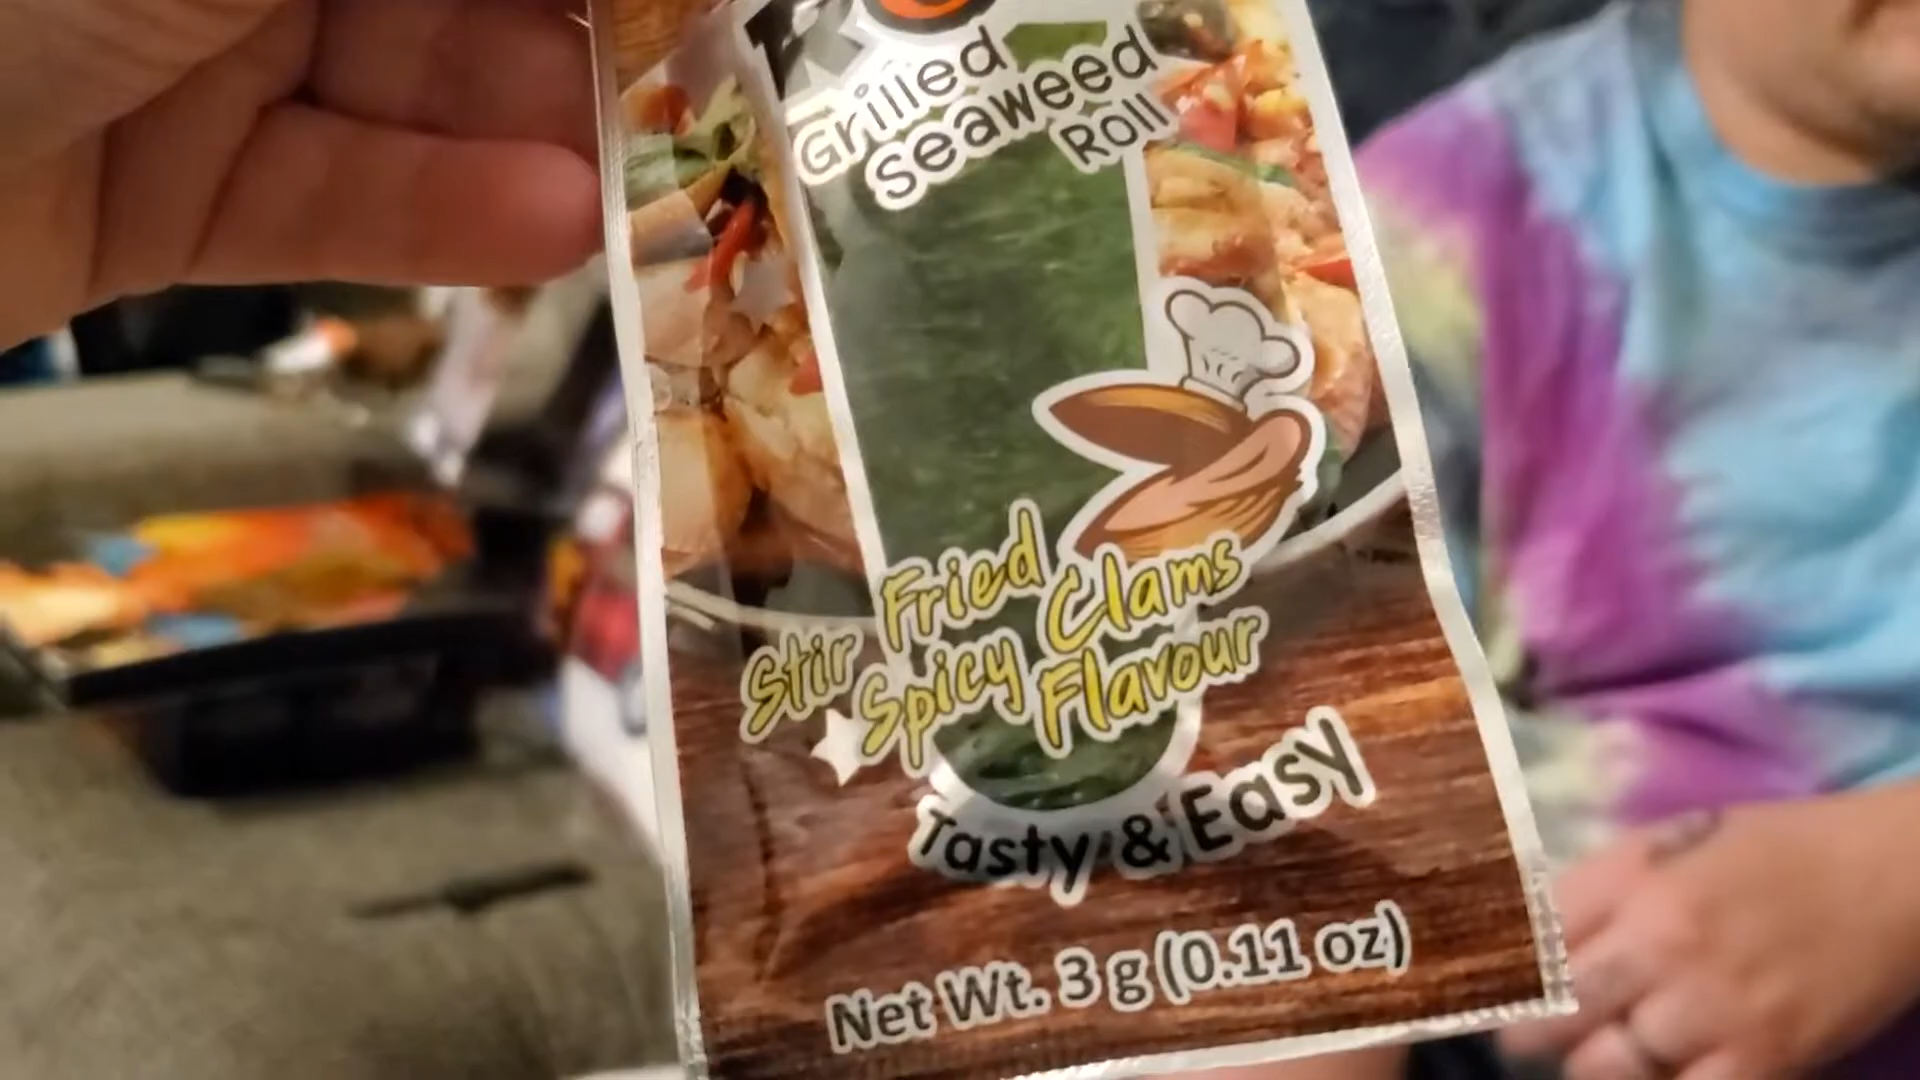 Grilled
Seaweed
Roll
Stir Fried
Spicy Clams
Flavour
Tasty & Easy
Net Wt. 3 g (0.11 oz)